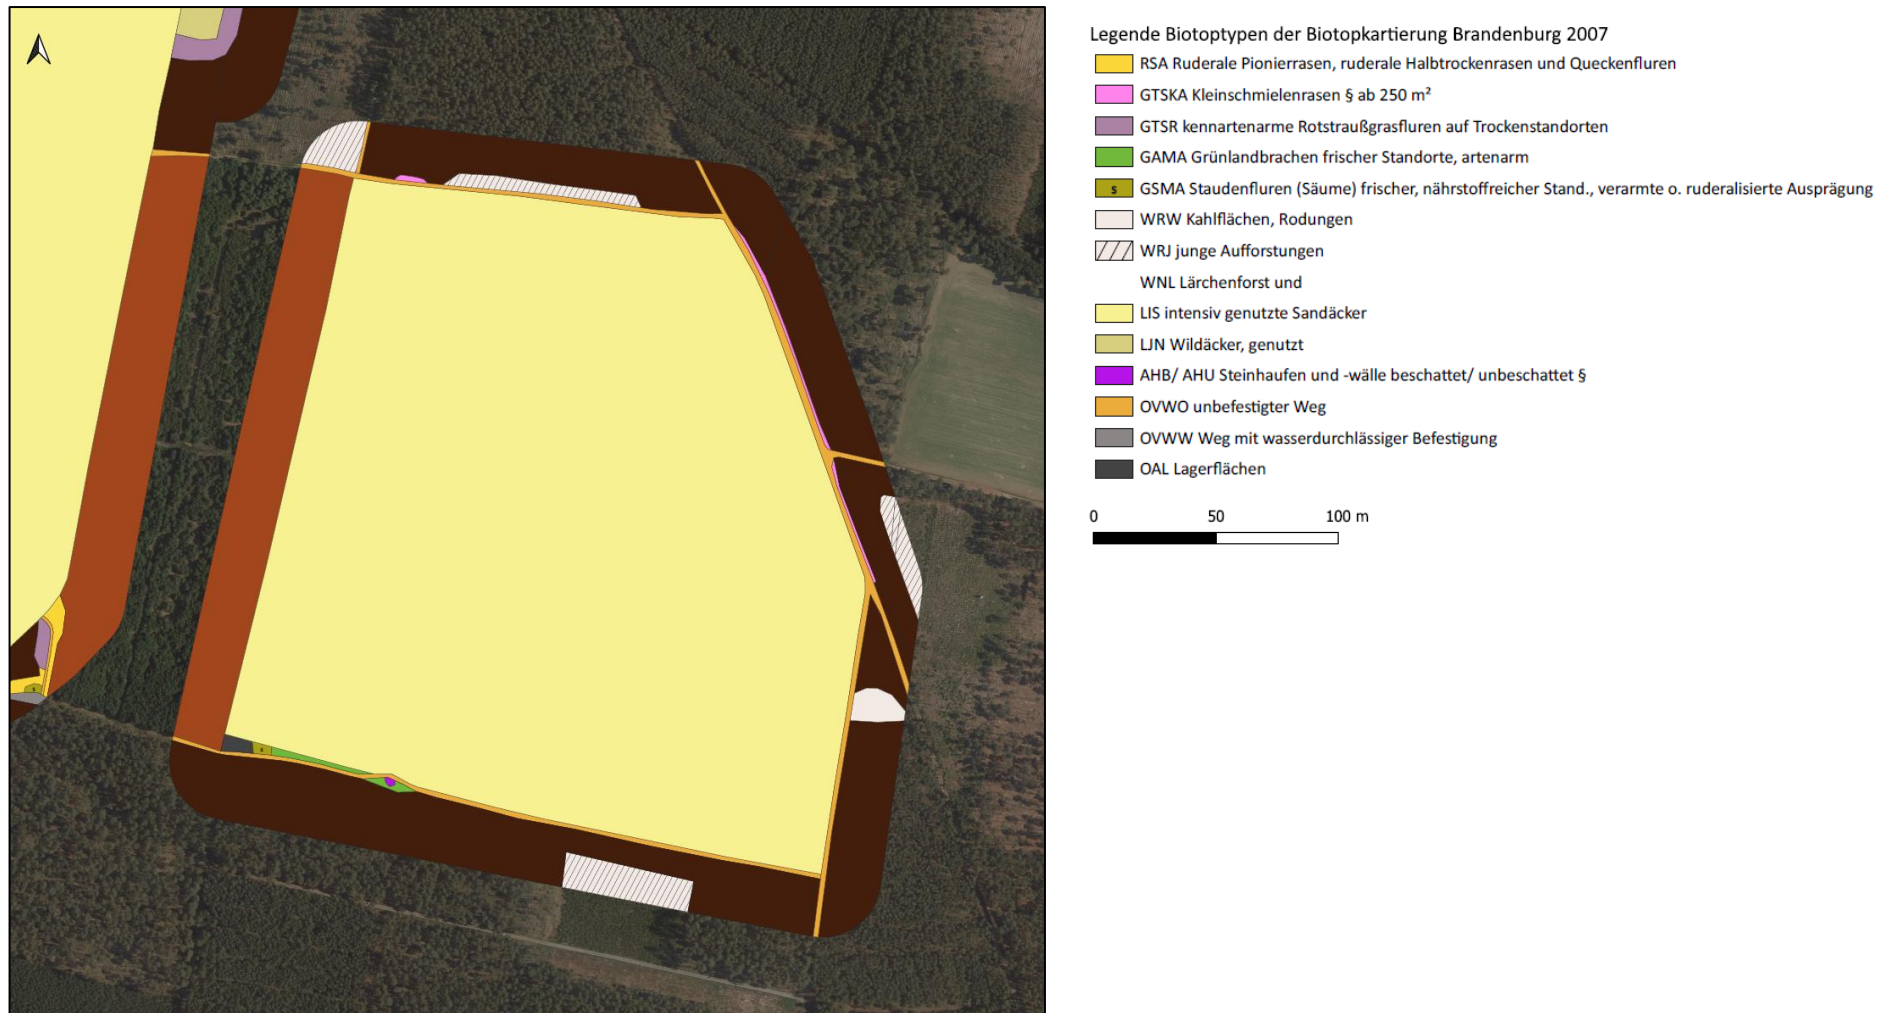 Legende Biotoptypen der Biotopkartierung Brandenburg 2007
RSA Ruderale Pionierrasen, ruderale Halbtrockenrasen und Queckenfluren
GTSKA Kleinschmielenrasen § ab 250 m²
GTSR kennartenarme Rotstraußgrasfluren auf Trockenstandorten
GAMA Grünlandbrachen frischer Standorte, artenarm
s GSMA Staudenfluren (Säume) frischer, nährstoffreicher Stand., verarmte o. ruderalisierte Ausprägung
WRW Kahlflächen, Rodungen
WRJ junge Aufforstungen
WNL Lärchenforst und
LIS intensiv genutzte Sandäcker
LJN Wildäcker, genutzt
AHB/ AHU Steinhaufen und -wälle beschattet/ unbeschattet §
OVWO unbefestigter Weg
OVWW Weg mit wasserdurchlässiger Befestigung
OAL Lagerflächen
0 50 100 m
s
s